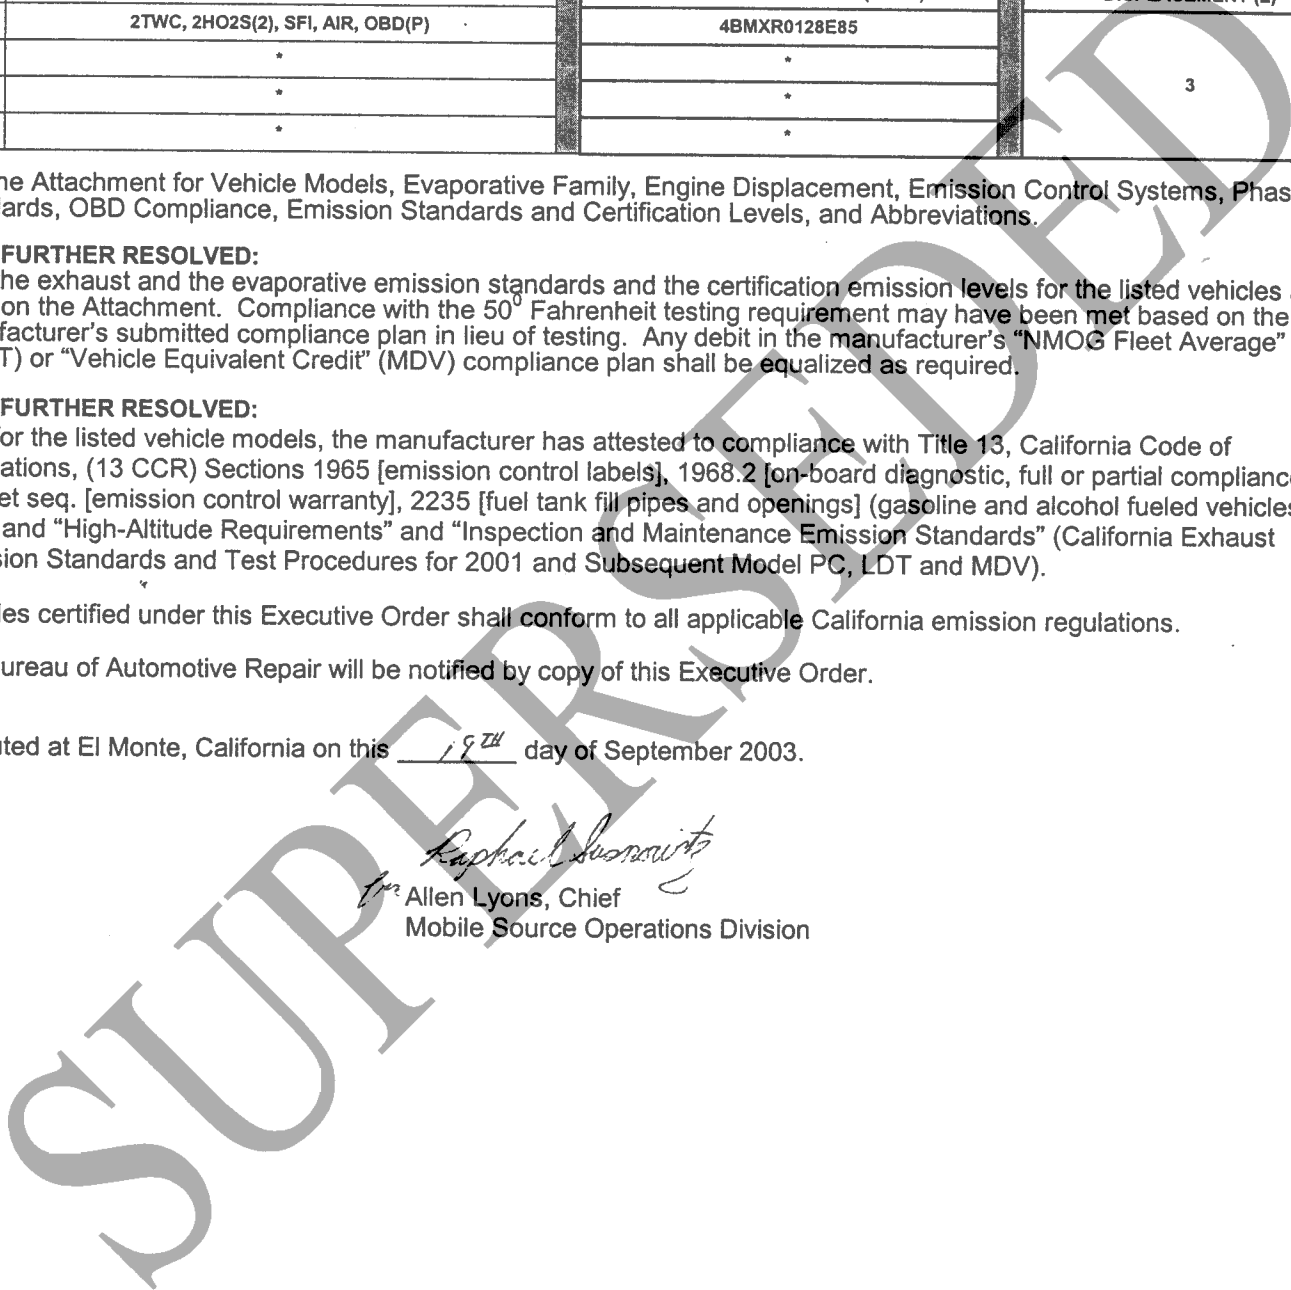 2TWC, 2HO2S(2), SFI, AIR, OBD(P)
4BMXR0128E85
*
*
*
*
3
*
*
he Attachment for Vehicle Models, Evaporative Family, Engine Displacement, Emission Control Systems, Phas
ards, OBD Compliance, Emission Standards and Certification Levels, and Abbreviations.
FURTHER RESOLVED:
he exhaust and the evaporative emission standards and the certification emission levels for the listed vehicles
on the Attachment. Compliance with the 50⁰ Fahrenheit testing requirement may have been met based on the
facturer's submitted compliance plan in lieu of testing. Any debit in the manufacturer's “NMOG Fleet Average”
T) or “Vehicle Equivalent Credit” (MDV) compliance plan shall be equalized as required.
FURTHER RESOLVED:
or the listed vehicle models, the manufacturer has attested to compliance with Title 13, California Code of
ations, (13 CCR) Sections 1965 [emission control labels], 1968.2 [on-board diagnostic, full or partial compliance
et seq. [emission control warranty], 2235 [fuel tank fill pipes and openings] (gasoline and alcohol fueled vehicles
and “High-Altitude Requirements” and “Inspection and Maintenance Emission Standards” (California Exhaust
sion Standards and Test Procedures for 2001 and Subsequent Model PC, LDT and MDV).
les certified under this Executive Order shall conform to all applicable California emission regulations.
ureau of Automotive Repair will be notified by copy of this Executive Order.
uted at El Monte, California on this 19TH day of September 2003.
Raphael Susnowitz
for Allen Lyons, Chief
Mobile Source Operations Division
SUPERSEDED